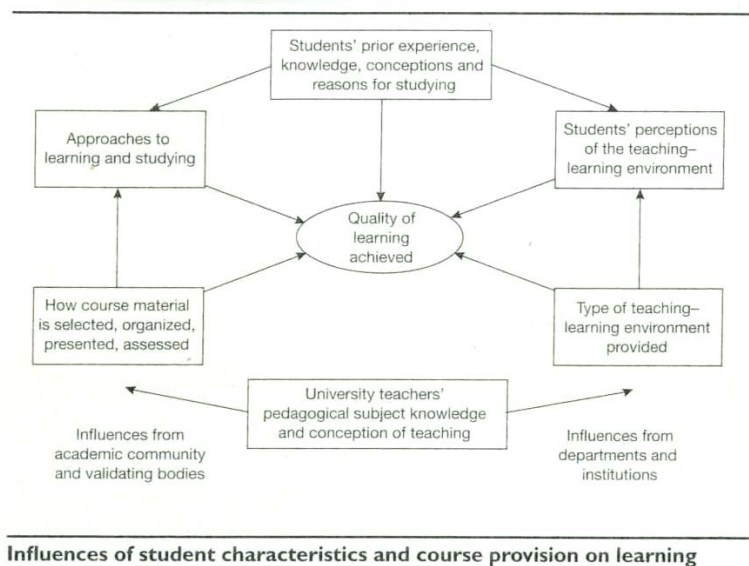 Students' prior experience,
knowledge, conceptions and
reasons for studying
Approaches to
learning and studying
Students' perceptions
of the teaching–
learning environment
Quality of
learning
achieved
How course material
is selected, organized,
presented, assessed
Type of teaching–
learning environment
provided
University teachers'
pedagogical subject knowledge
and conception of teaching
Influences from
academic community
and validating bodies
Influences from
departments and
institutions
Influences of student characteristics and course provision on learning